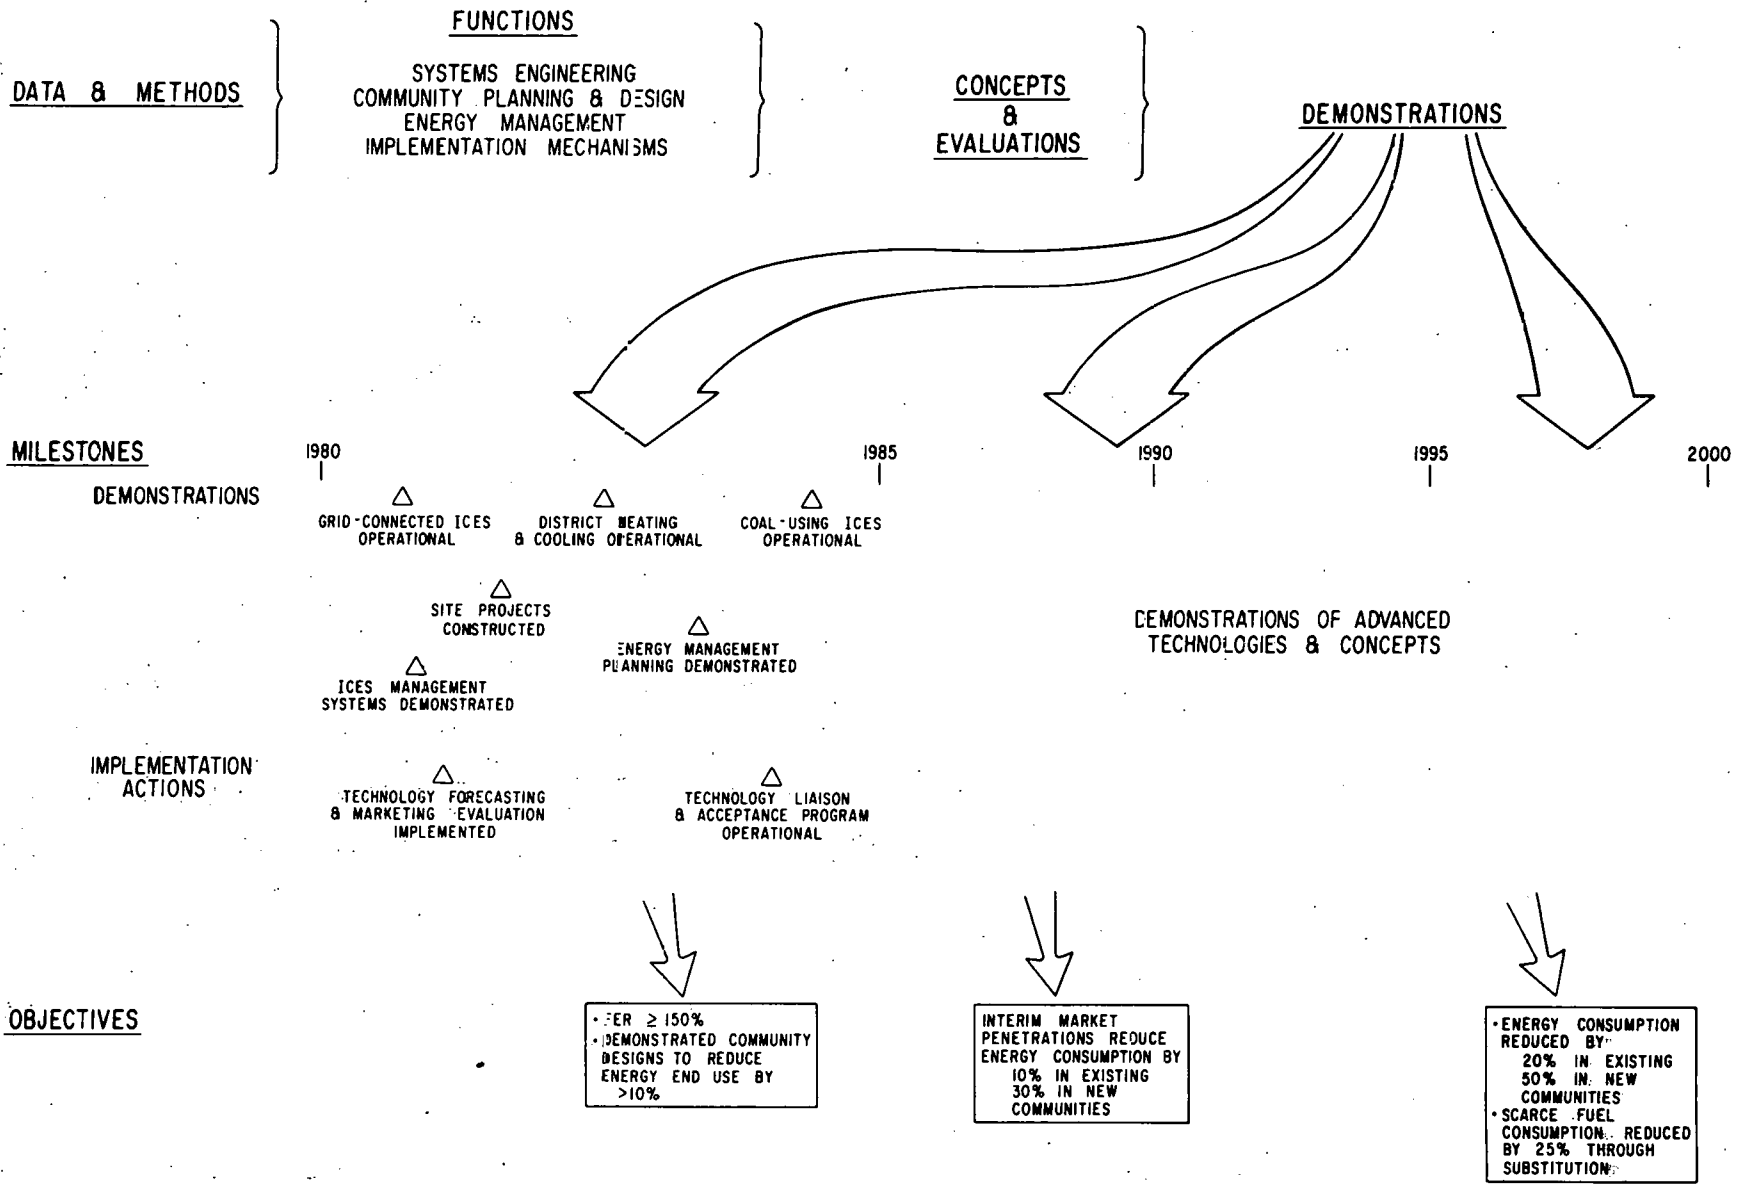 FUNCTIONS
DATA & METHODS
SYSTEMS ENGINEERING
COMMUNITY PLANNING & DESIGN
ENERGY MANAGEMENT
IMPLEMENTATION MECHANISMS
CONCEPTS
&
EVALUATIONS
DEMONSTRATIONS
MILESTONES
1980
1985
1990
1995
2000
DEMONSTRATIONS
GRID-CONNECTED ICES
OPERATIONAL
DISTRICT HEATING
& COOLING OPERATIONAL
COAL-USING ICES
OPERATIONAL
SITE PROJECTS
CONSTRUCTED
ENERGY MANAGEMENT
PLANNING DEMONSTRATED
ICES MANAGEMENT
SYSTEMS DEMONSTRATED
DEMONSTRATIONS OF ADVANCED
TECHNOLOGIES & CONCEPTS
IMPLEMENTATION
ACTIONS
TECHNOLOGY FORECASTING
& MARKETING EVALUATION
IMPLEMENTED
TECHNOLOGY LIAISON
& ACCEPTANCE PROGRAM
OPERATIONAL
OBJECTIVES
≥ 150%
• DEMONSTRATED COMMUNITY
DESIGNS TO REDUCE
ENERGY END USE BY
>10%
INTERIM MARKET
PENETRATIONS REDUCE
ENERGY CONSUMPTION BY
10% IN EXISTING
30% IN NEW
COMMUNITIES
• ENERGY CONSUMPTION
REDUCED BY
20% IN EXISTING
50% IN NEW
COMMUNITIES
• SCARCE FUEL
CONSUMPTION REDUCED
BY 25% THROUGH
SUBSTITUTION